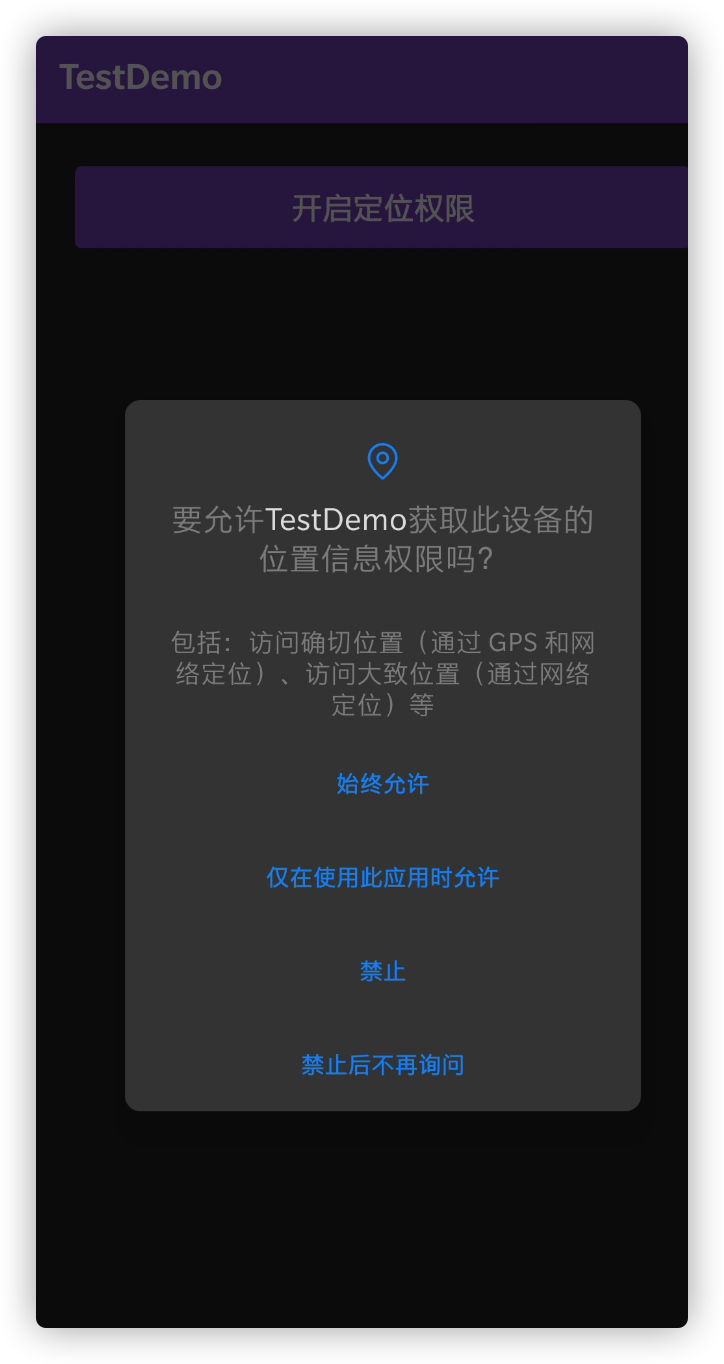 TestDemo
开启定位权限
要允许TestDemo获取此设备的
位置信息权限吗?
包括：访问确切位置（通过 GPS 和网
络定位）、访问大致位置（通过网络
定位）等
始终允许
仅在使用此应用时允许
禁止
禁止后不再询问